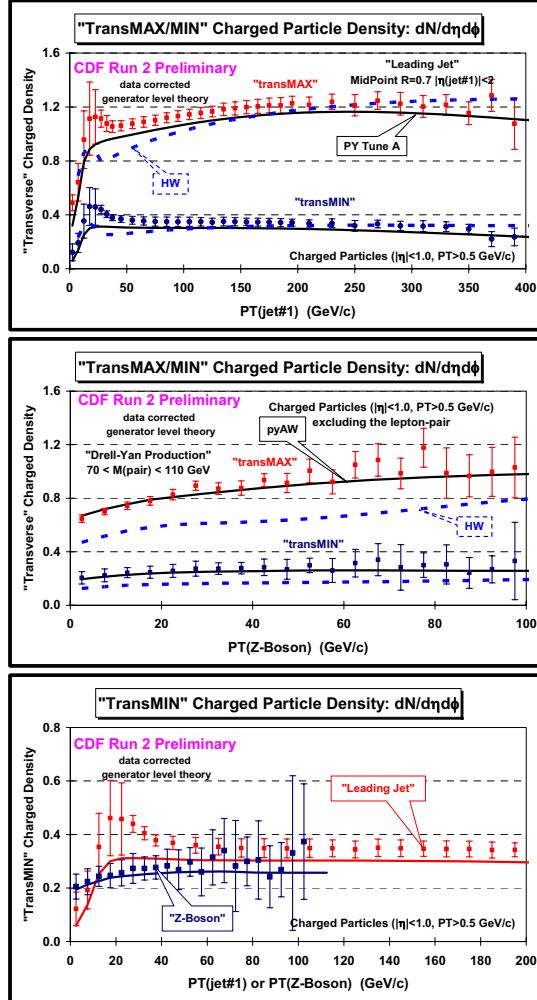 "TransMAX/MIN" Charged Particle Density: dN/dηdϕ
"Transverse" Charged Density
1.6
1.2
0.8
0.4
0.0
CDF Run 2 Preliminary
data corrected
generator level theory
"transMAX"
"Leading Jet"
MidPoint R=0.7 |η(jet#1)|<2
PY Tune A
HW
"transMIN"
Charged Particles (|η|<1.0, PT>0.5 GeV/c)
0 50 100 150 200 250 300 350 400
PT(jet#1) (GeV/c)
"TransMAX/MIN" Charged Particle Density: dN/dηdϕ
"Transverse" Charged Density
1.6
1.2
0.8
0.4
0.0
CDF Run 2 Preliminary
data corrected
generator level theory
Charged Particles (|η|<1.0, PT>0.5 GeV/c)
excluding the lepton-pair
pyAW
"Drell-Yan Production"
70 < M(pair) < 110 GeV
"transMAX"
HW
"transMIN"
0 20 40 60 80 100
PT(Z-Boson) (GeV/c)
"TransMIN" Charged Particle Density: dN/dηdϕ
"TransMIN" Charged Density
0.8
0.6
0.4
0.2
0.0
CDF Run 2 Preliminary
data corrected
generator level theory
"Leading Jet"
"Z-Boson"
Charged Particles (|η|<1.0, PT>0.5 GeV/c)
0 20 40 60 80 100 120 140 160 180 200
PT(jet#1) or PT(Z-Boson) (GeV/c)